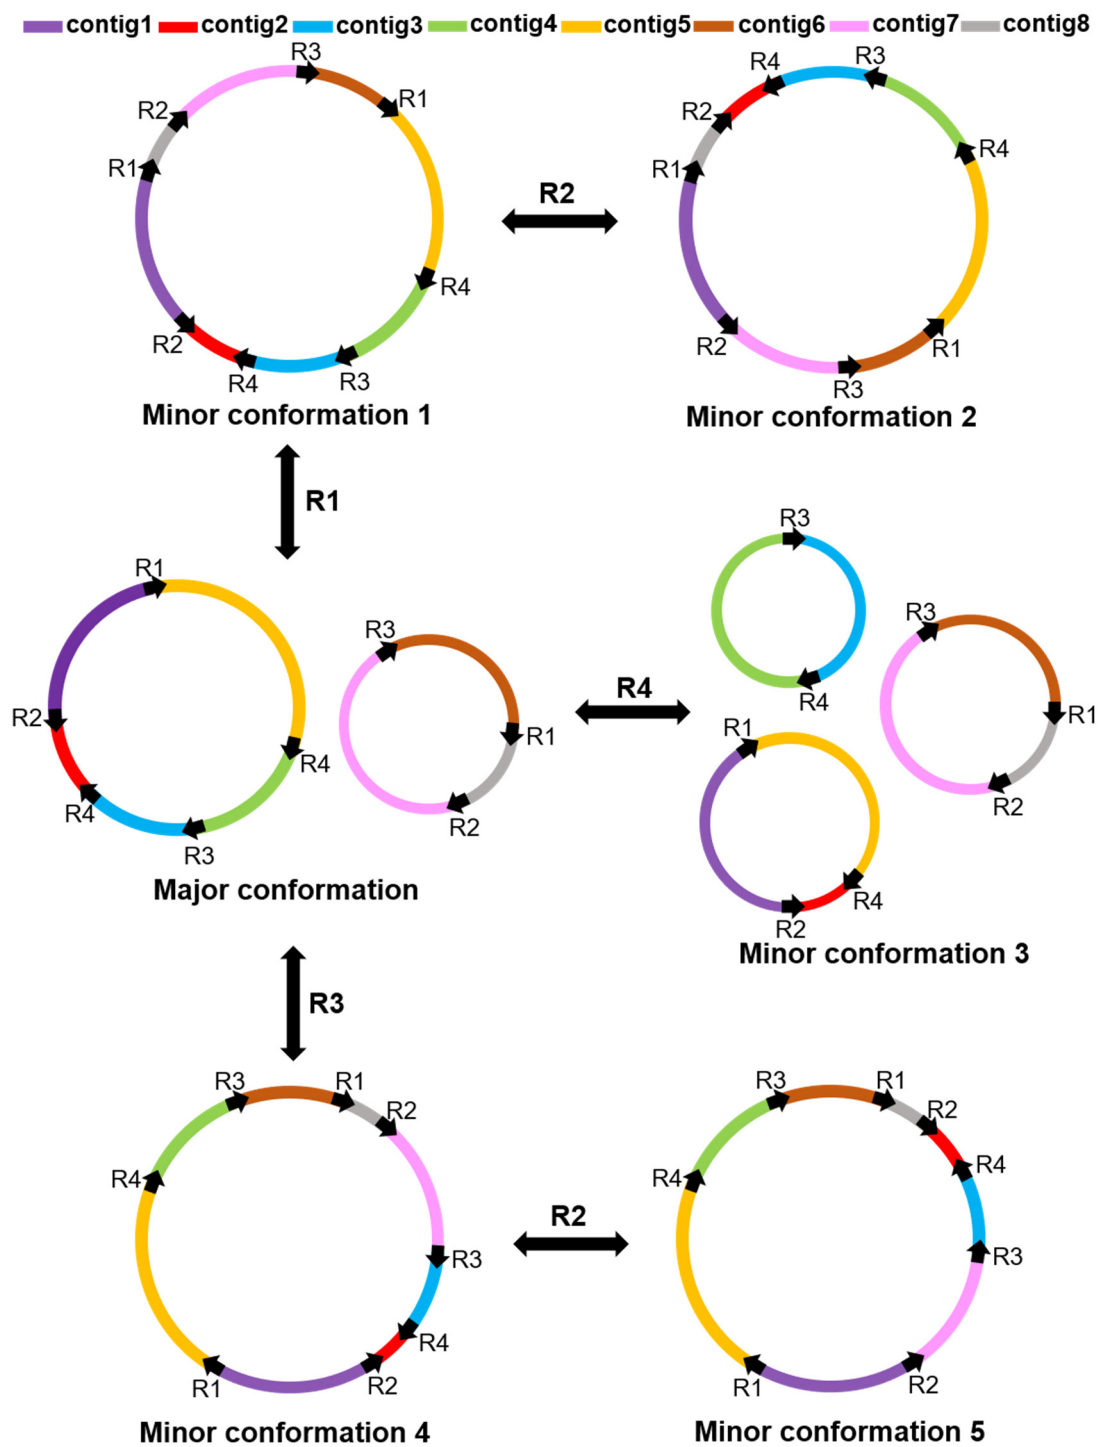 contig1 contig2 contig3 contig4 contig5 contig6 contig7 contig8
R3
R1
R2
R1
R4
R2
R4
R3
Minor conformation 1
R2
R3
R4
R2
R4
R1
R2
R1
R3
Minor conformation 2
R1
R1
R2
R4
R4
R3
R3
R1
R2
Major conformation
R4
R3
R4
R3
R1
R2
R1
R4
R2
Minor conformation 3
R3
R3
R1
R2
R4
R3
R4
R1
R2
Minor conformation 4
R2
R3
R1
R2
R4
R4
R3
R1
R2
Minor conformation 5